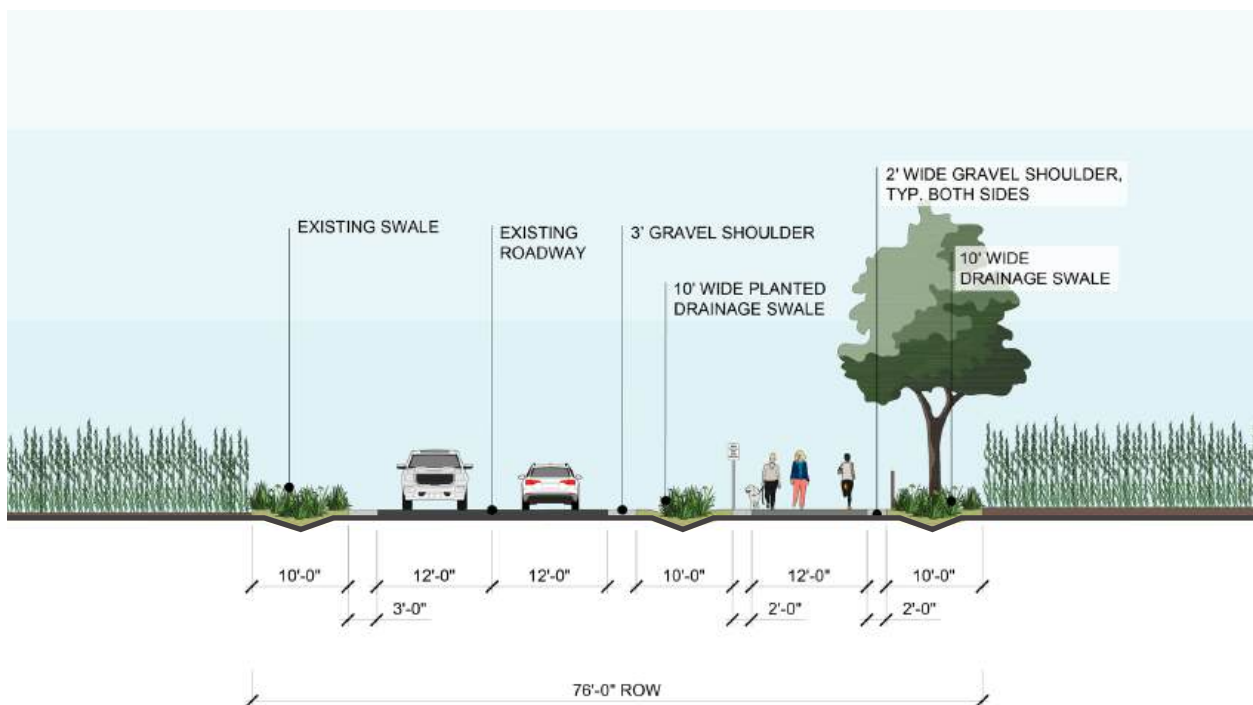 2' WIDE GRAVEL SHOULDER,
TYP. BOTH SIDES
EXISTING SWALE
EXISTING
ROADWAY
3' GRAVEL SHOULDER
10' WIDE PLANTED
DRAINAGE SWALE
10' WIDE
DRAINAGE SWALE
10'-0"
12'-0"
12'-0"
10'-0"
12'-0"
10'-0"
3'-0"
2'-0"
2'-0"
76'-0" ROW